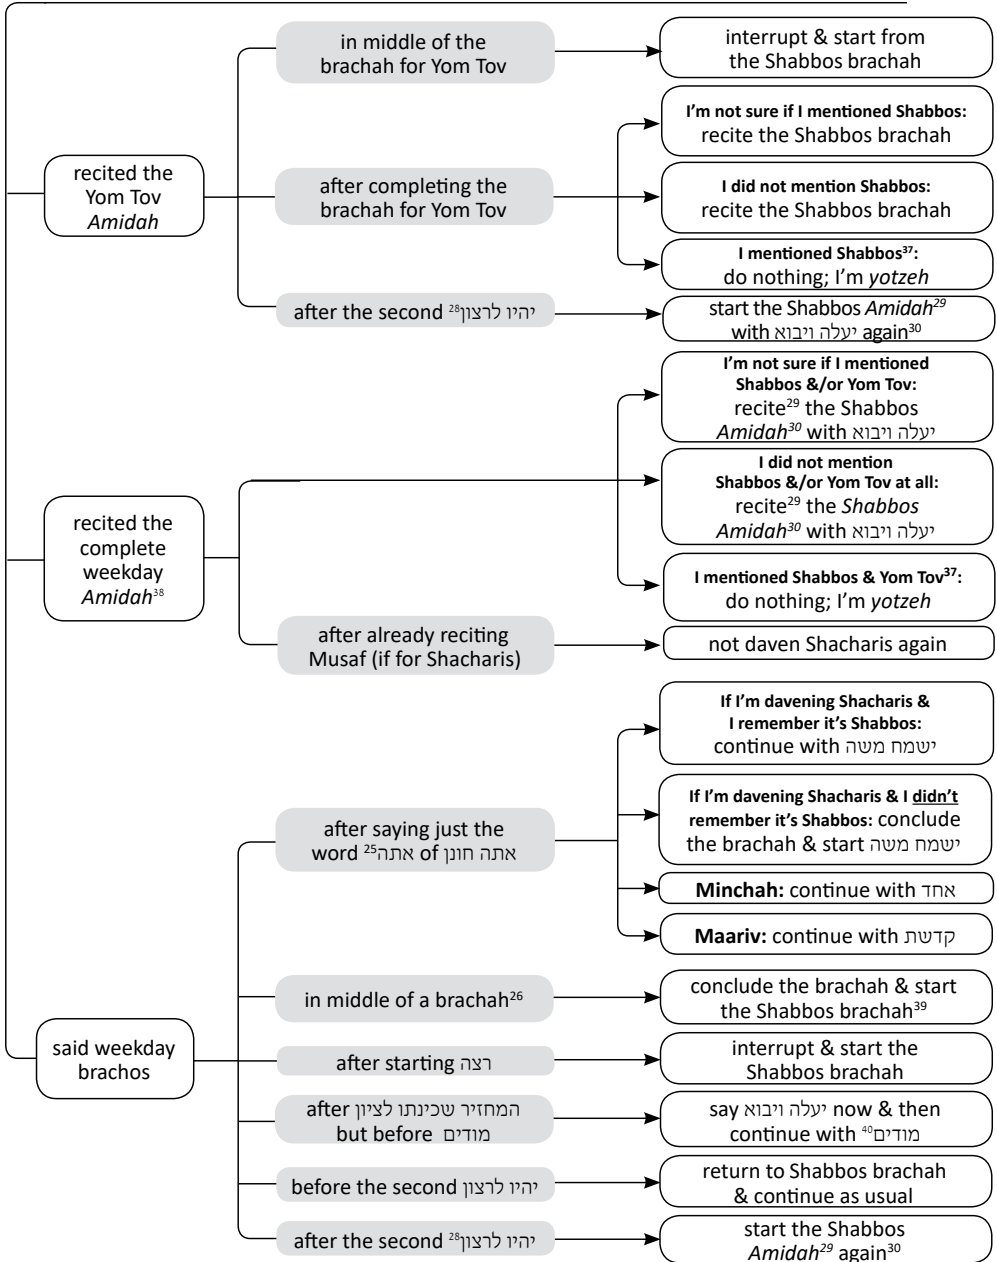 in middle of the
brachah for Yom Tov
interrupt & start from
the Shabbos brachah
recited the
Yom Tov
Amidah
after completing the
brachah for Yom Tov
I'm not sure if I mentioned Shabbos:
recite the Shabbos brachah
I did not mention Shabbos:
recite the Shabbos brachah
I mentioned Shabbos³⁷:
do nothing; I'm yotzeh
after the second יהיו לרצון²⁸
start the Shabbos Amidah²⁹
with יעלה ויבוא again³⁰
recited the
complete
weekday
Amidah³⁸
I'm not sure if I mentioned
Shabbos &/or Yom Tov:
recite²⁹ the Shabbos
Amidah³⁰ with יעלה ויבוא
I did not mention
Shabbos &/or Yom Tov at all:
recite²⁹ the Shabbos
Amidah³⁰ with יעלה ויבוא
I mentioned Shabbos & Yom Tov³⁷:
do nothing; I'm yotzeh
after already reciting
Musaf (if for Shacharis)
not daven Shacharis again
said weekday
brachos
after saying just the
word אתה²⁵ of אתה חונן
If I'm davening Shacharis &
I remember it's Shabbos:
continue with ישמח משה
If I'm davening Shacharis & I didn't
remember it's Shabbos: conclude
the brachah & start ישמח משה
Minchah: continue with אחד
Maariv: continue with קדשת
in middle of a brachah²⁶
conclude the brachah & start
the Shabbos brachah³⁹
after starting רצה
interrupt & start the
Shabbos brachah
after המחזיר שכינתו לציון
but before מודים
say יעלה ויבוא now & then
continue with מודים⁴⁰
before the second יהיו לרצון
return to Shabbos brachah
& continue as usual
after the second יהיו לרצון²⁸
start the Shabbos
Amidah²⁹ again³⁰